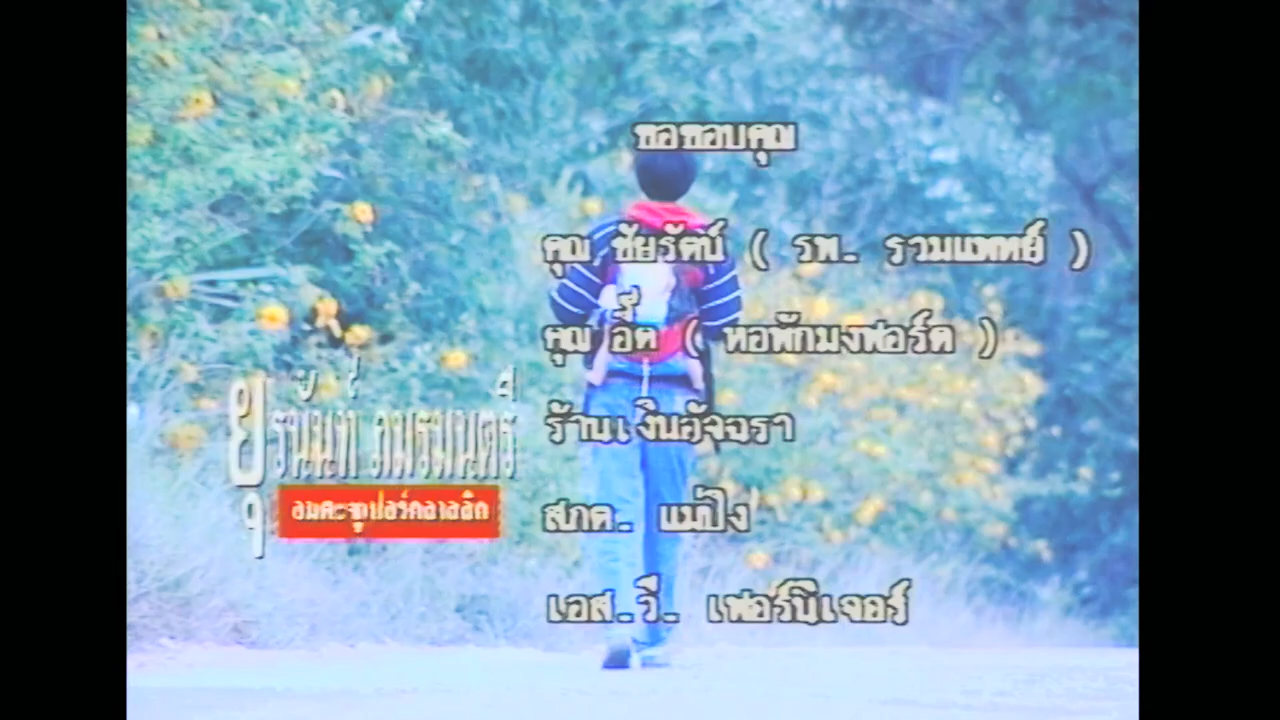 ขอขอบคุณ
คุณ ชัยรัตน์ ( รพ. รวมแพทย์ )
คุณ อี๊ด ( หอพักมงฟอร์ต )
ร้านเงินอัจฉรา
สภต. แม่ปิง
เอส.วี. เฟอร์นิเจอร์
ยุรนันท์ ภมรมนตรี
อมตะซูเปอร์คลาสสิก